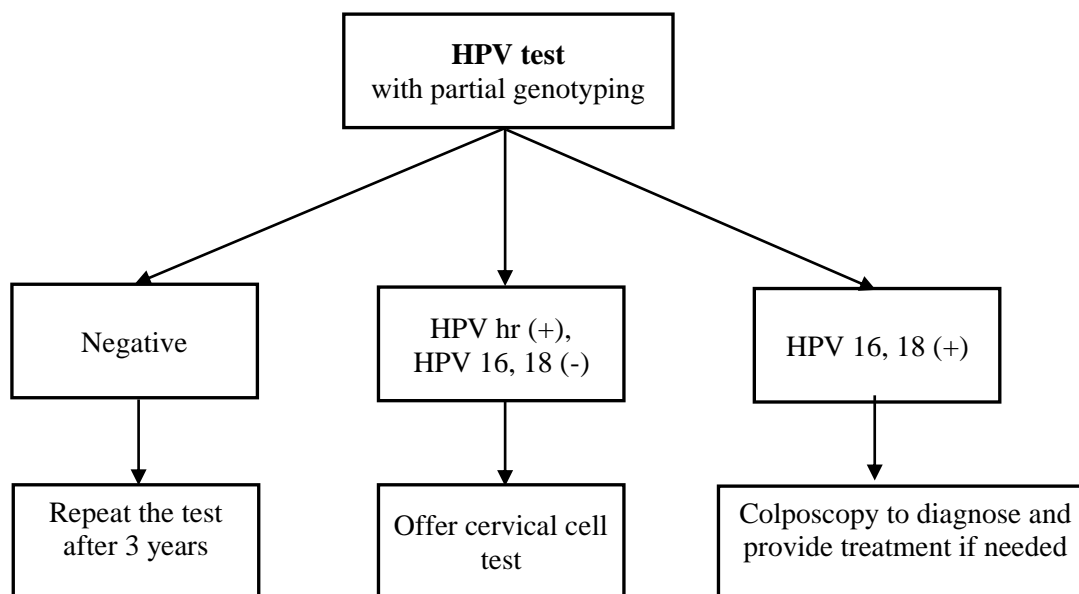 HPV test
with partial genotyping
Negative
HPV hr (+),
HPV 16, 18 (-)
HPV 16, 18 (+)
Repeat the test
after 3 years
Offer cervical cell
test
Colposcopy to diagnose and
provide treatment if needed